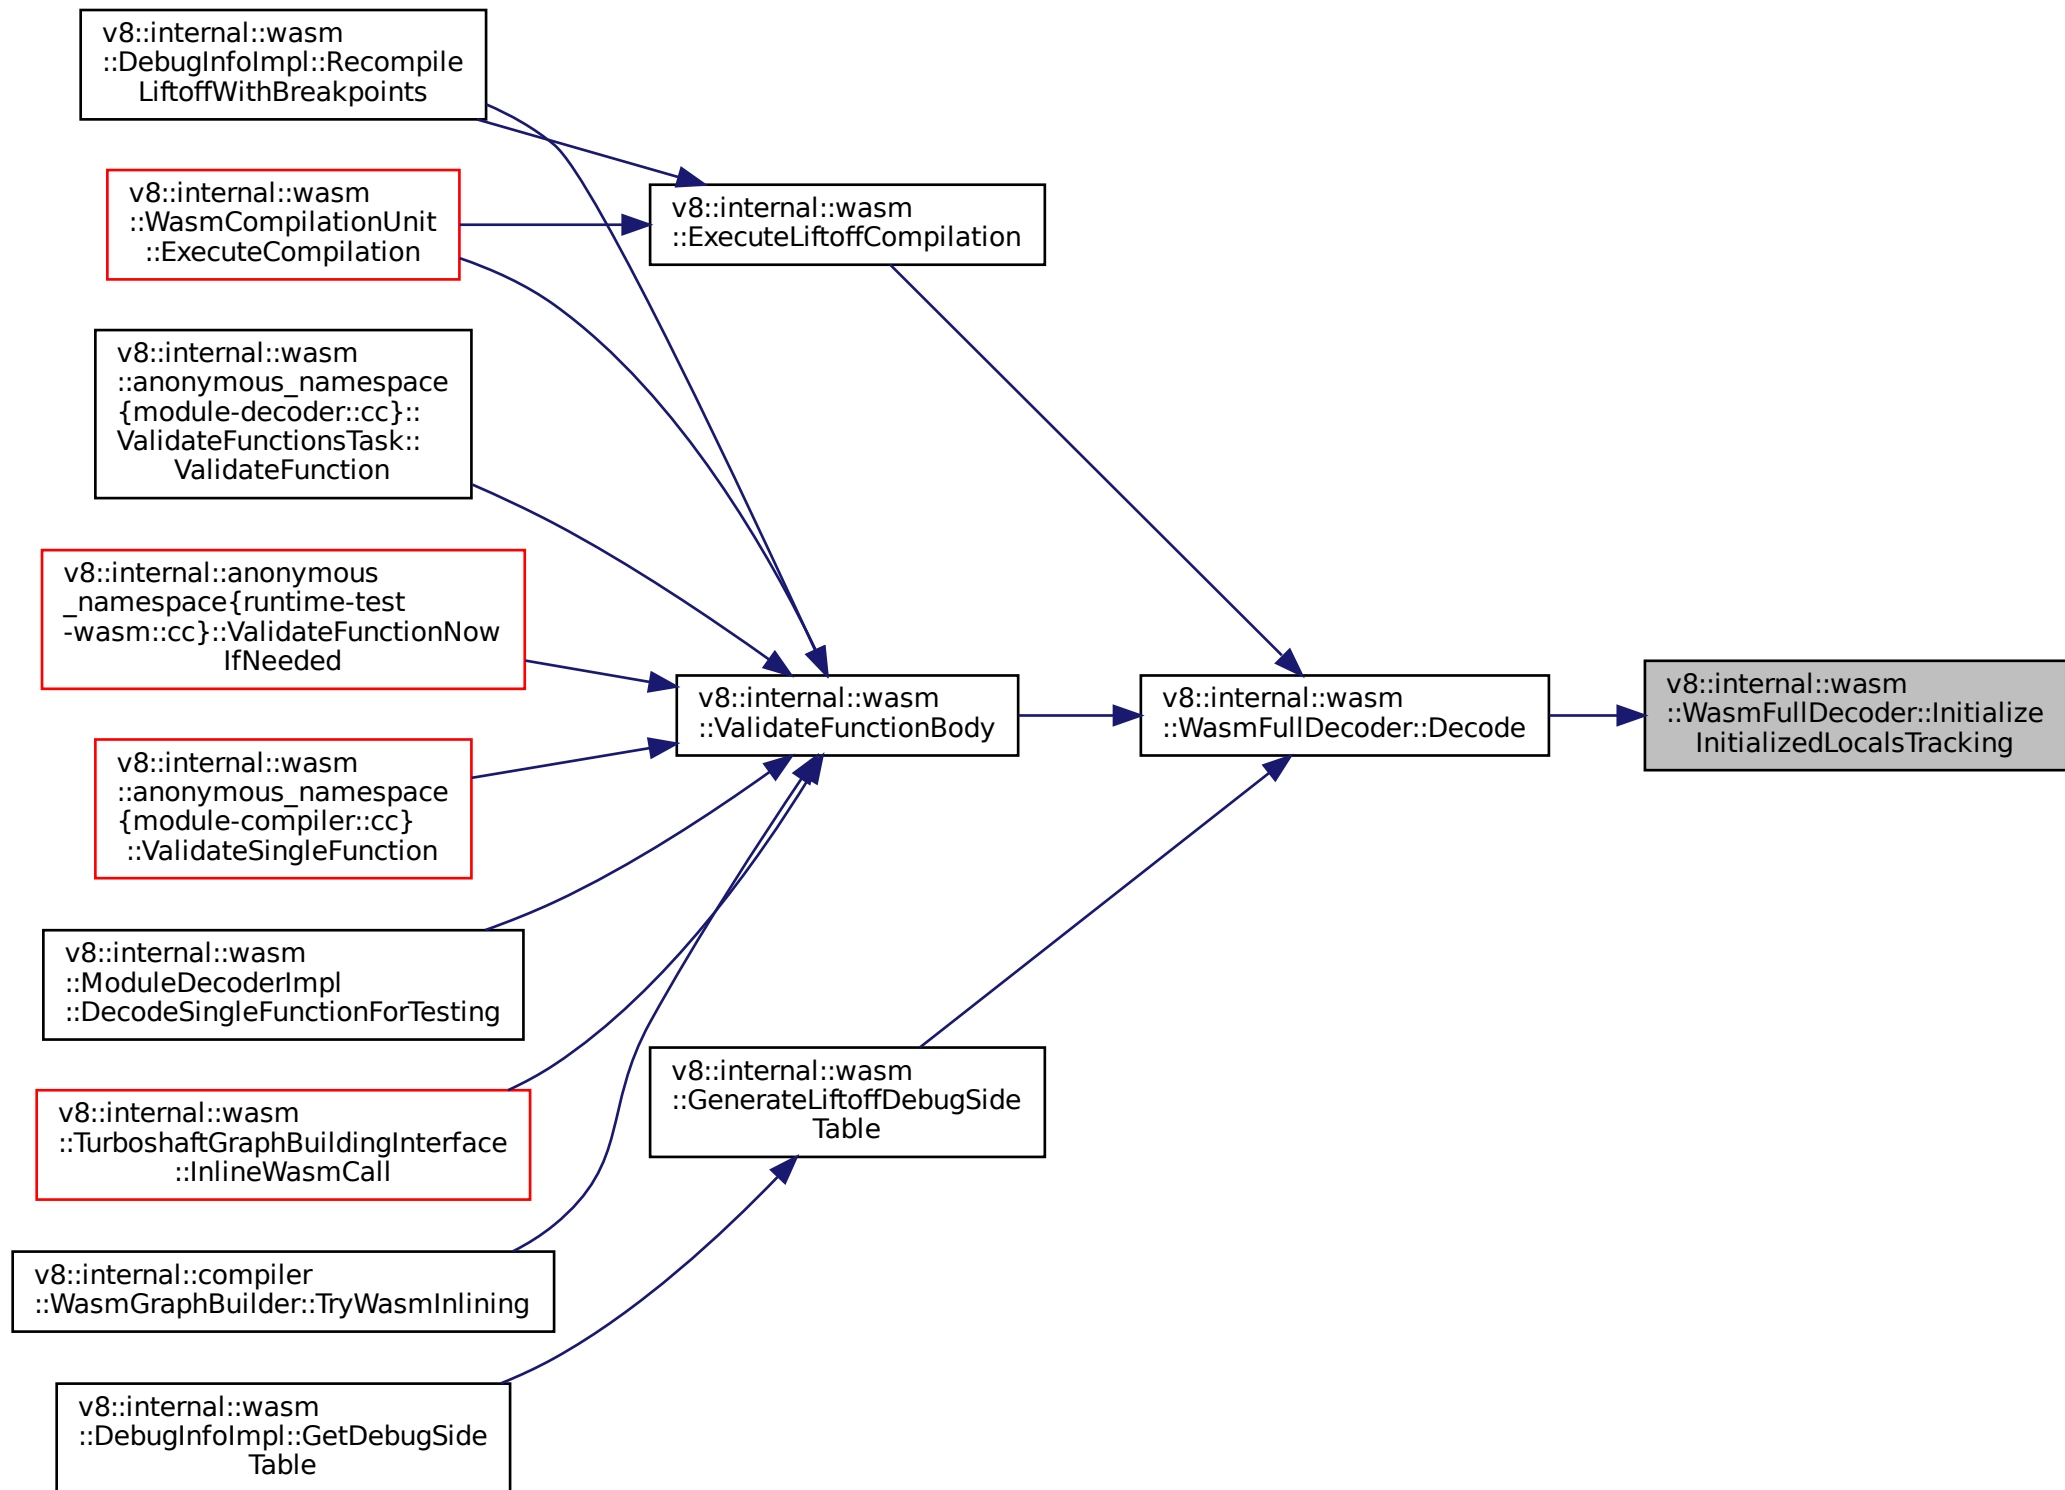 v8::internal::wasm
::DebugInfoImpl::Recompile
LiftoffWithBreakpoints
v8::internal::wasm
::WasmCompilationUnit
::ExecuteCompilation
v8::internal::wasm
::ExecuteLiftoffCompilation
v8::internal::wasm
::anonymous_namespace
{module-decoder::cc}::
ValidateFunctionsTask::
ValidateFunction
v8::internal::anonymous
_namespace{runtime-test
-wasm::cc}::ValidateFunctionNow
IfNeeded
v8::internal::wasm
::ValidateFunctionBody
v8::internal::wasm
::WasmFullDecoder::Decode
v8::internal::wasm
::WasmFullDecoder::Initialize
InitializedLocalsTracking
v8::internal::wasm
::anonymous_namespace
{module-compiler::cc}
::ValidateSingleFunction
v8::internal::wasm
::ModuleDecoderImpl
::DecodeSingleFunctionForTesting
v8::internal::wasm
::GenerateLiftoffDebugSide
Table
v8::internal::wasm
::TurboshaftGraphBuildingInterface
::InlineWasmCall
v8::internal::compiler
::WasmGraphBuilder::TryWasmInlining
v8::internal::wasm
::DebugInfoImpl::GetDebugSide
Table